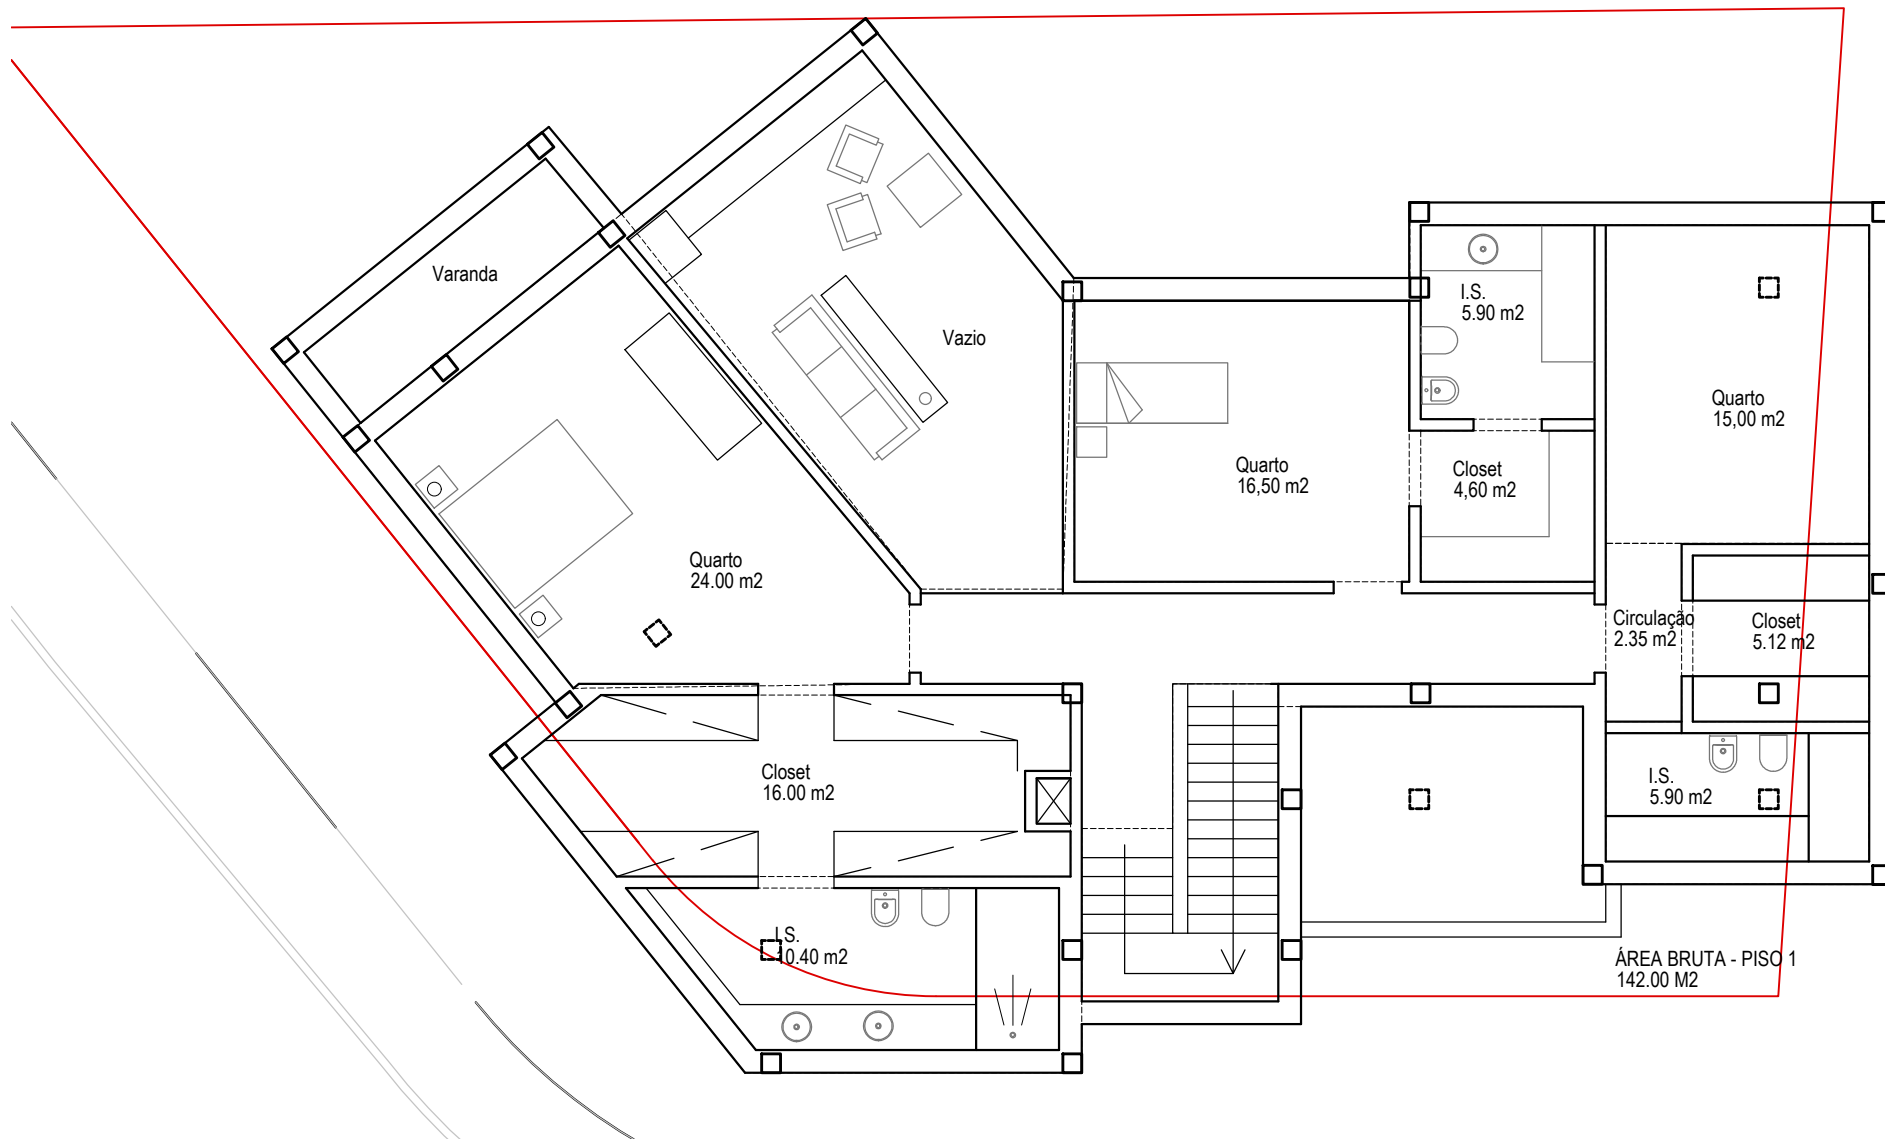 Varanda
Vazio
I.S.
5.90 m2
Quarto
15,00 m2
Quarto
16,50 m2
Closet
4,60 m2
Quarto
24.00 m2
Circulação
2.35 m2
Closet
5.12 m2
Closet
16.00 m2
I.S.
5.90 m2
I.S.
10.40 m2
ÁREA BRUTA - PISO 1
142.00 M2